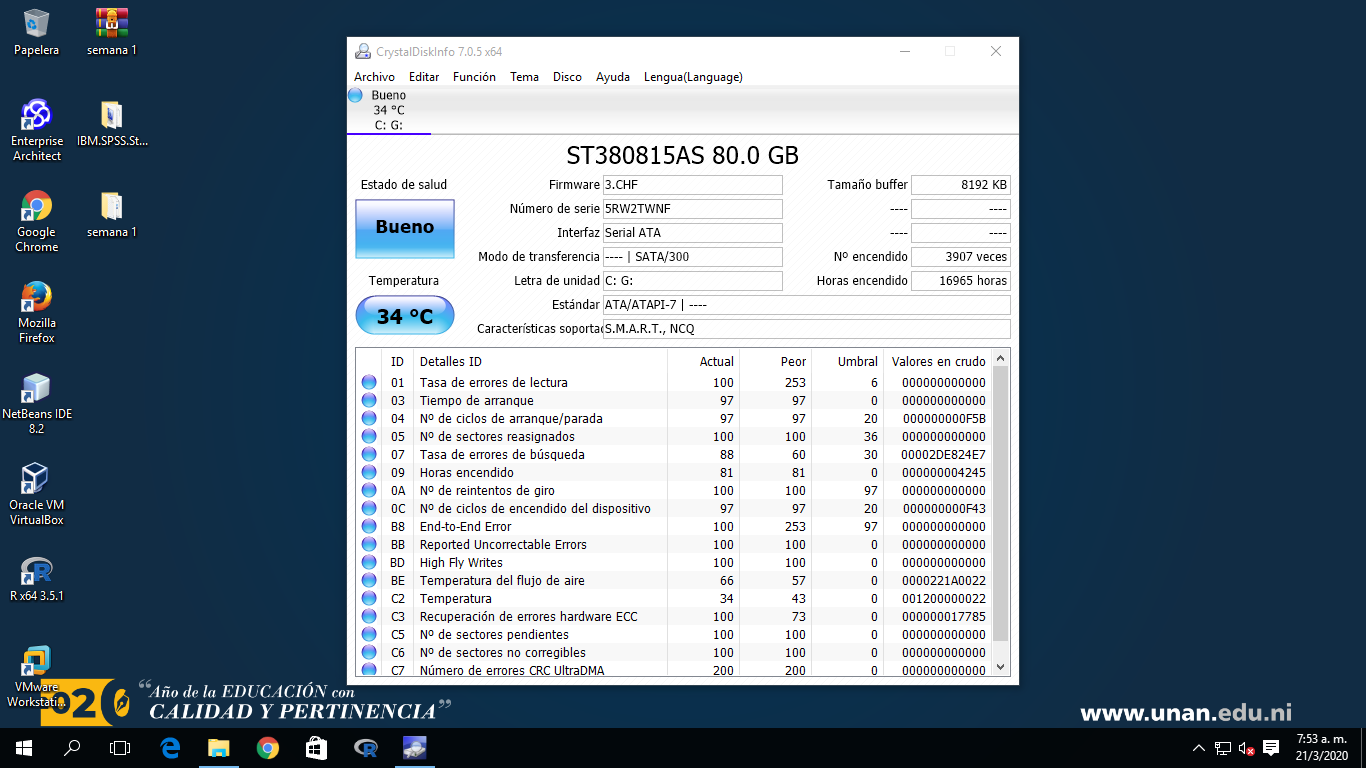 Papelera
semana 1
Enterprise
Architect
IBM.SPSS.St...
Google
Chrome
semana 1
Mozilla
Firefox
NetBeans IDE
8.2
Oracle VM
VirtualBox
R x64 3.5.1
VMware
Workstati...
CrystalDiskInfo 7.0.5 x64
Archivo Editar Función Tema Disco Ayuda Lengua(Language)
Bueno
34 °C
C: G:
ST380815AS 80.0 GB
Estado de salud
Bueno
Temperatura
34 °C
Firmware 3.CHF
Número de serie 5RW2TWNF
Interfaz Serial ATA
Modo de transferencia ---- | SATA/300
Letra de unidad C: G:
Estándar ATA/ATAPI-7 | ----
Características soportad S.M.A.R.T., NCQ
Tamaño buffer 8192 KB
---- ----
---- ----
Nº encendido 3907 veces
Horas encendido 16965 horas
ID Detalles ID Actual Peor Umbral Valores en crudo
01 Tasa de errores de lectura 100 253 6 000000000000
03 Tiempo de arranque 97 97 0 000000000000
04 Nº de ciclos de arranque/parada 97 97 20 000000000F5B
05 Nº de sectores reasignados 100 100 36 000000000000
07 Tasa de errores de búsqueda 88 60 30 00002DE824E7
09 Horas encendido 81 81 0 000000004245
0A Nº de reintentos de giro 100 100 97 000000000000
0C Nº de ciclos de encendido del dispositivo 97 97 20 000000000F43
B8 End-to-End Error 100 253 97 000000000000
BB Reported Uncorrectable Errors 100 100 0 000000000000
BD High Fly Writes 100 100 0 000000000000
BE Temperatura del flujo de aire 66 57 0 0000221A0022
C2 Temperatura 34 43 0 001200000022
C3 Recuperación de errores hardware ECC 100 73 0 000000017785
C5 Nº de sectores pendientes 100 100 0 000000000000
C6 Nº de sectores no corregibles 100 100 0 000000000000
C7 Número de errores CRC UltraDMA 200 200 0 000000000000
“Año de la EDUCACIÓN con
CALIDAD Y PERTINENCIA”
www.unan.edu.ni
7:53 a. m.
21/3/2020